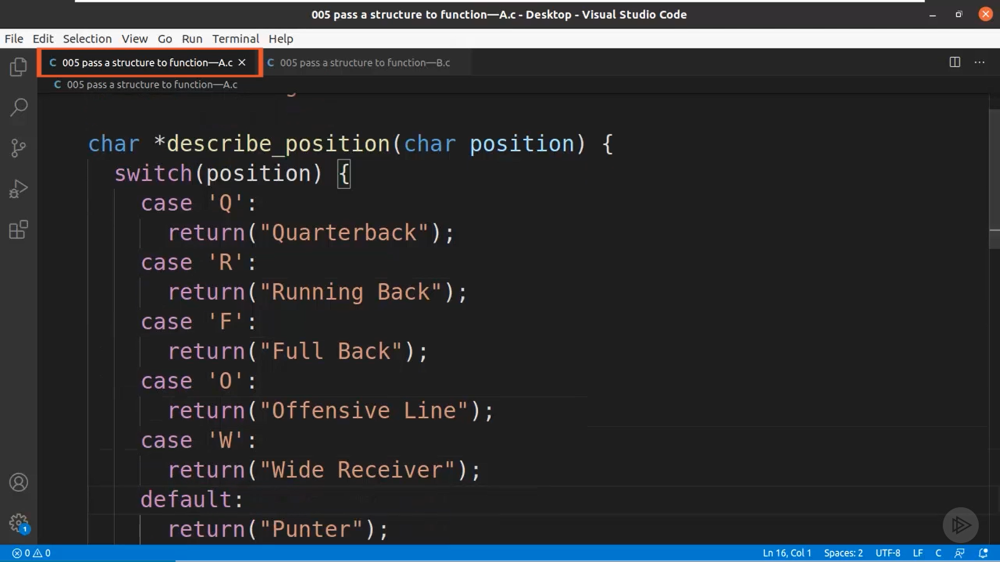 005 pass a structure to function—A.c - Desktop - Visual Studio Code
File Edit Selection View Go Run Terminal Help
C 005 pass a structure to function—A.c C 005 pass a structure to function—B.c
C 005 pass a structure to function—A.c
char *describe_position(char position) {
switch(position) {
case 'Q':
return("Quarterback");
case 'R':
return("Running Back");
case 'F':
return("Full Back");
case 'O':
return("Offensive Line");
case 'W':
return("Wide Receiver");
default:
return("Punter");
1
0 0 Ln 16, Col 1 Spaces: 2 UTF-8 LF C